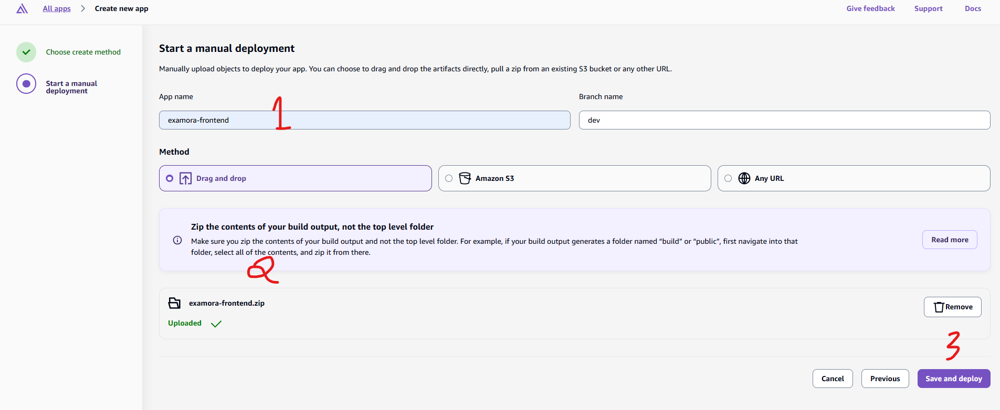 All apps > Create new app
Give feedback Support Docs
Choose create method
Start a manual
deployment
Start a manual deployment
Manually upload objects to deploy your app. You can choose to drag and drop the artifacts directly, pull a zip from an existing S3 bucket or any other URL.
App name
1
examora-frontend
Branch name
dev
Method
Drag and drop
Amazon S3
Any URL
Zip the contents of your build output, not the top level folder
Make sure you zip the contents of your build output and not the top level folder. For example, if your build output generates a folder named “build” or “public”, first navigate into that
folder, select all of the contents, and zip it from there.
Read more
2
examora-frontend.zip
Uploaded
Remove
3
Cancel
Previous
Save and deploy